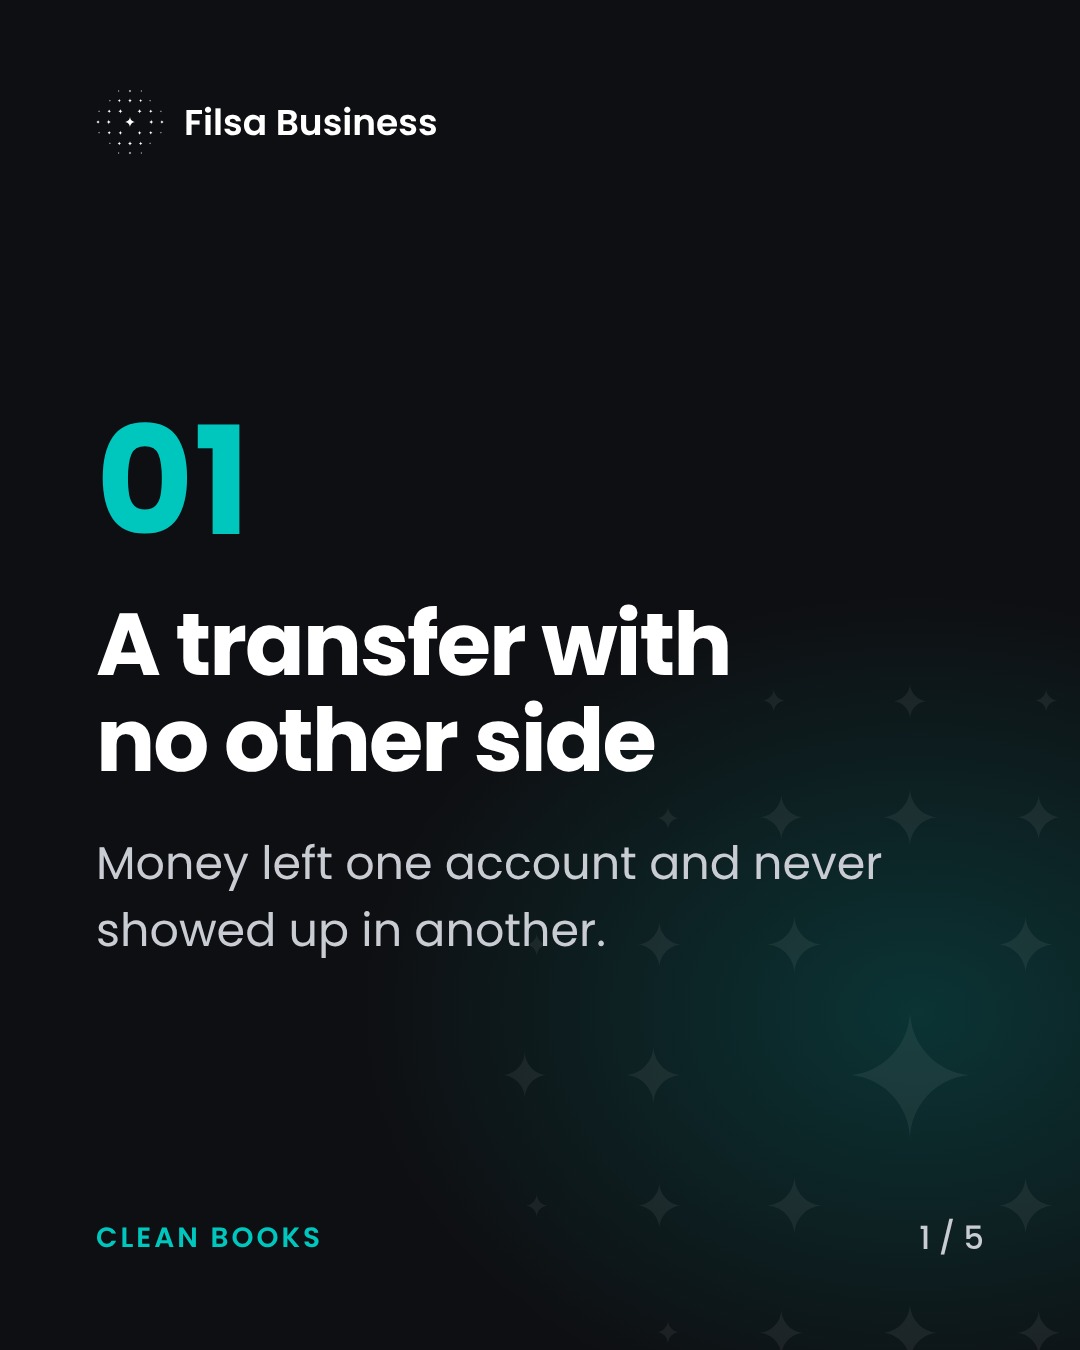 Filsa Business
01
A transfer with
no other side
Money left one account and never
showed up in another.
CLEAN BOOKS
1 / 5